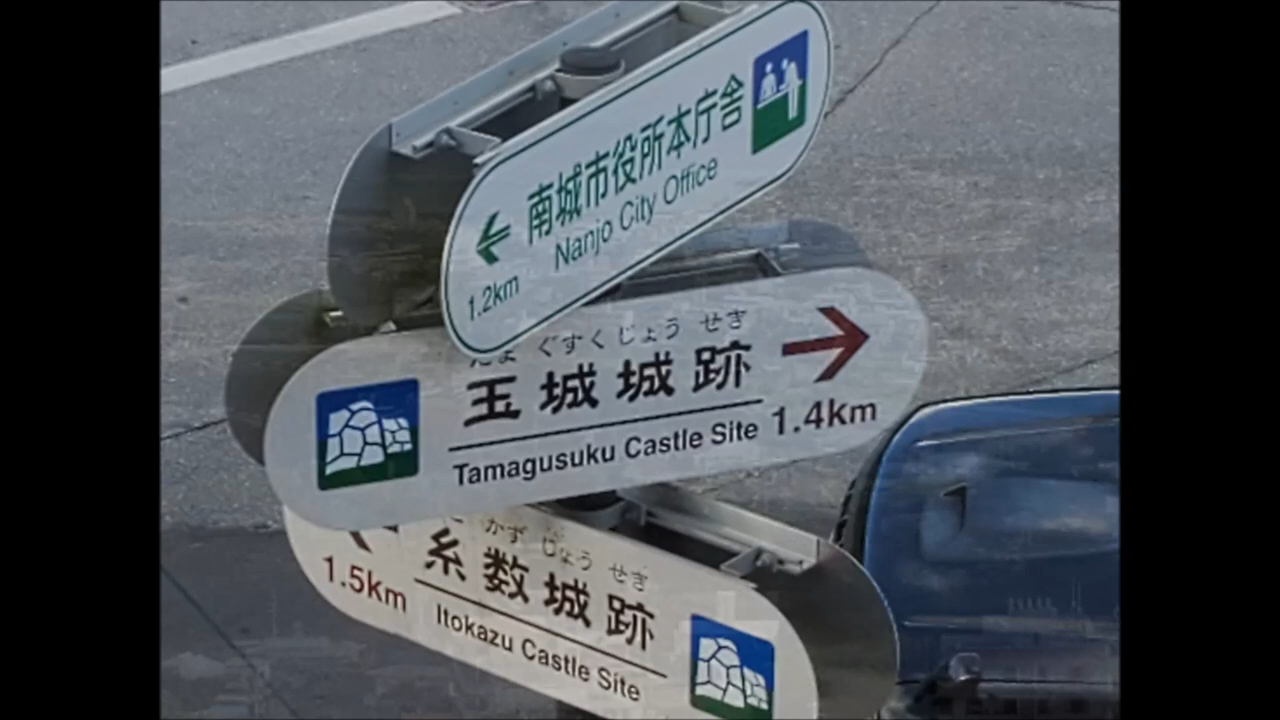 南城市役所本庁舎
Nanjo City Office
1.2km
たま ぐすく じょう せき
玉城城跡
Tamagusuku Castle Site 1.4km
かず じょう せき
糸数城跡
1.5km
Itokazu Castle Site